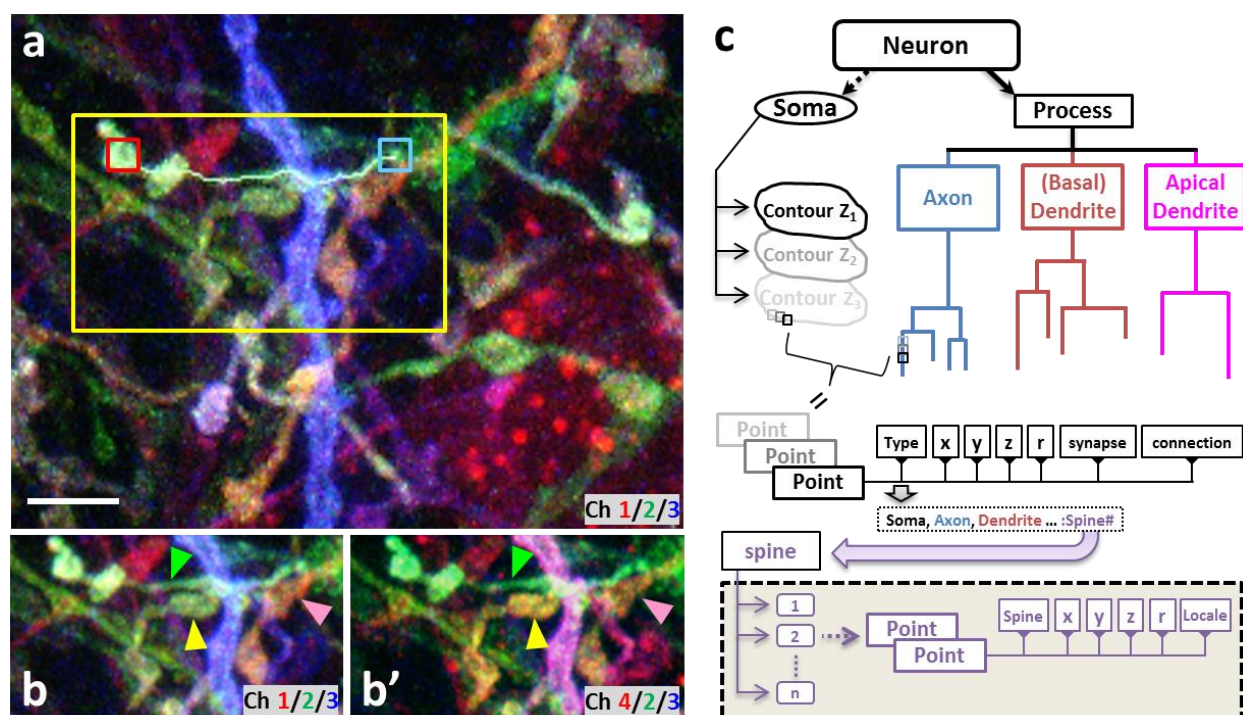 a
Ch 1/2/3
b
Ch 1/2/3
b′
Ch 4/2/3
c
Neuron
Soma
Process
Axon
(Basal)
Dendrite
Apical
Dendrite
Contour Z₁
Contour Z₂
Contour Z₃
Point
Point
Point
Type
x
y
z
r
synapse
connection
Soma, Axon, Dendrite ... :Spine#
spine
1
2
n
Point
Point
Spine
x
y
z
r
Locale